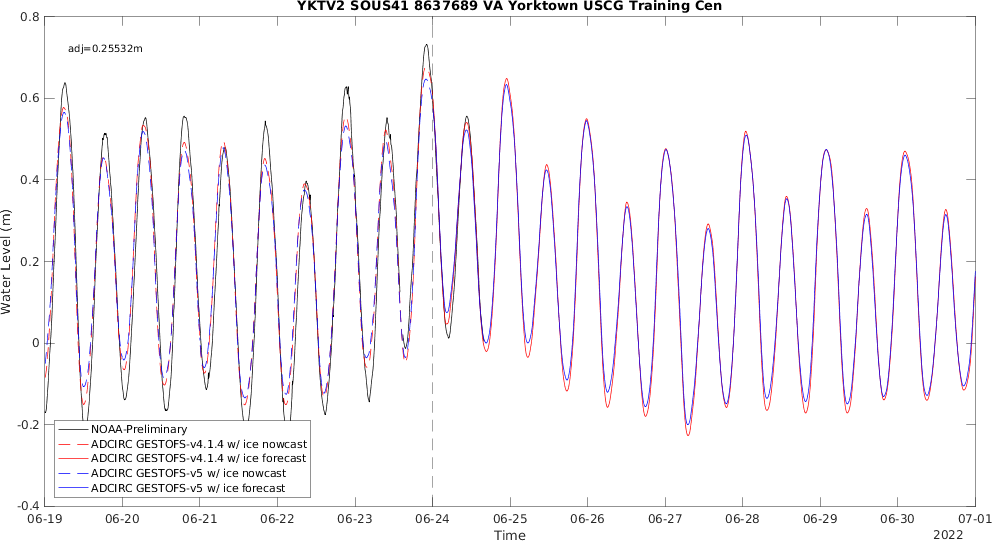 YKTV2 SOUS41 8637689 VA Yorktown USCG Training Cen
adj=0.25532m
0.8
0.6
0.4
0.2
0
-0.2
-0.4
Water Level (m)
NOAA-Preliminary
ADCIRC GESTOFS-v4.1.4 w/ ice nowcast
ADCIRC GESTOFS-v4.1.4 w/ ice forecast
ADCIRC GESTOFS-v5 w/ ice nowcast
ADCIRC GESTOFS-v5 w/ ice forecast
06-19 06-20 06-21 06-22 06-23 06-24 06-25 06-26 06-27 06-28 06-29 06-30 07-01
Time
2022